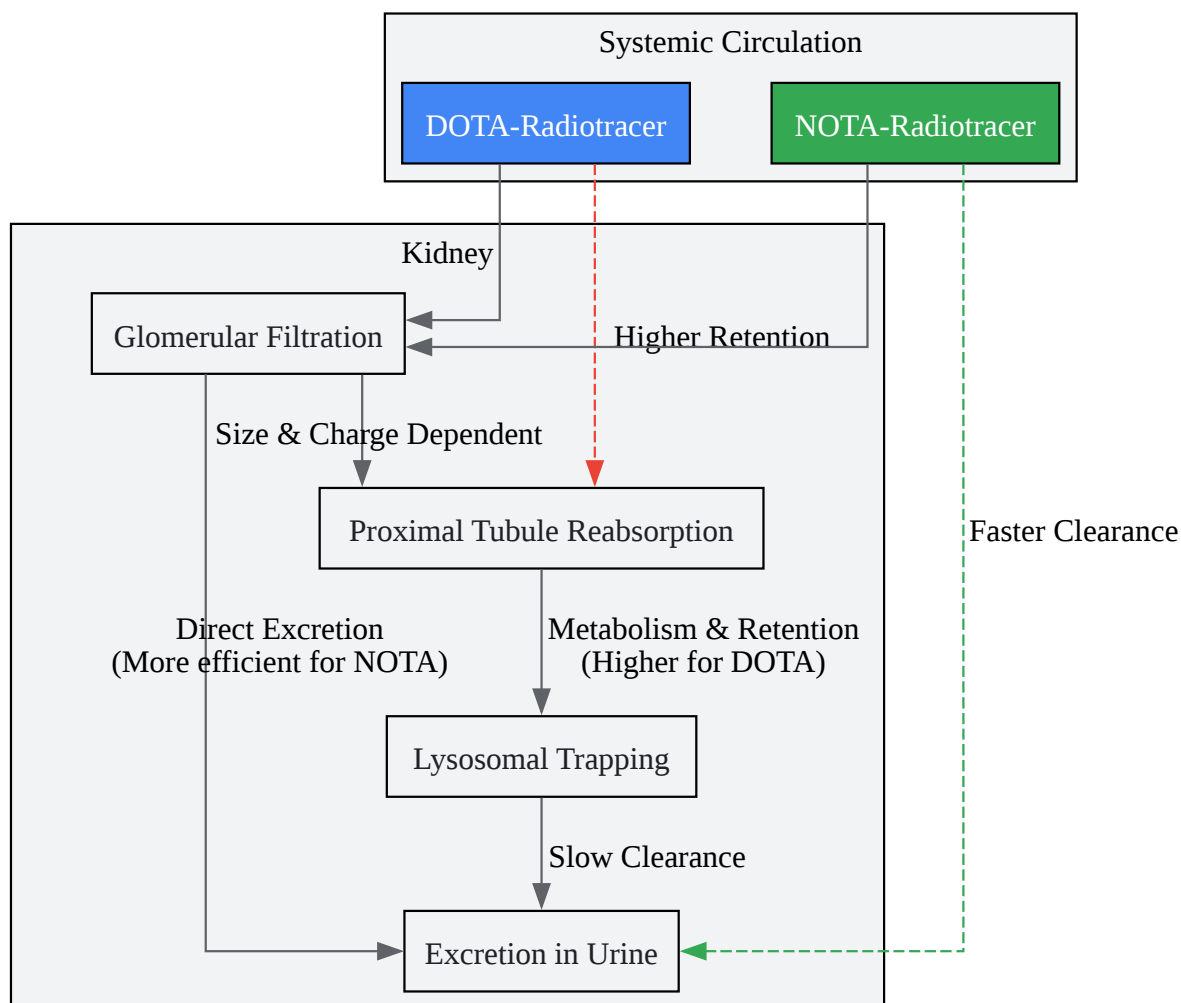 Systemic Circulation
DOTA-Radiotracer
NOTA-Radiotracer
Kidney
Glomerular Filtration
Higher Retention
Size & Charge Dependent
Proximal Tubule Reabsorption
Faster Clearance
Direct Excretion
(More efficient for NOTA)
Metabolism & Retention
(Higher for DOTA)
Lysosomal Trapping
Slow Clearance
Excretion in Urine